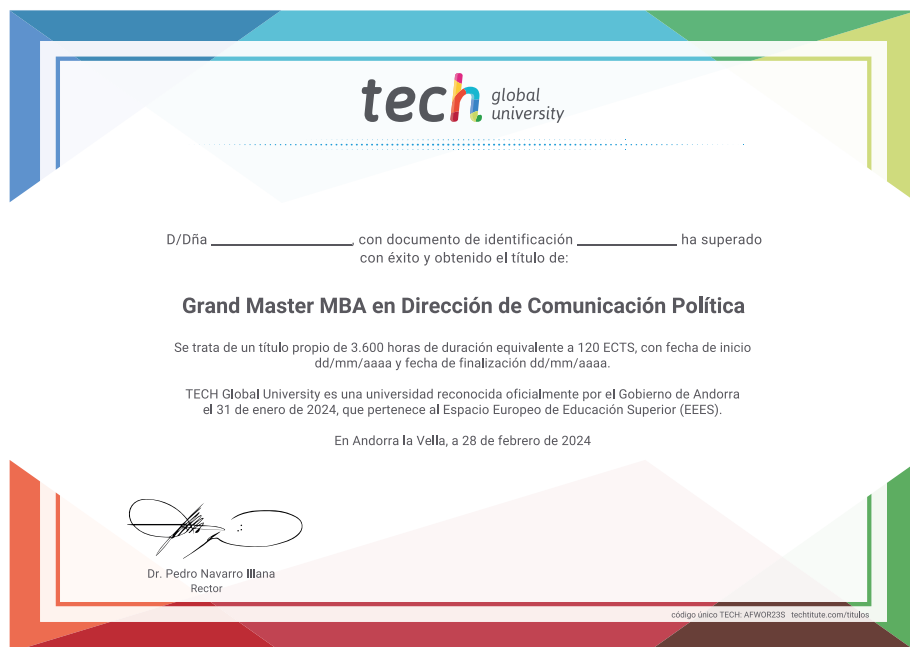 tech global university
D/Dña ________________, con documento de identificación ____________ ha superado
con éxito y obtenido el título de:
Grand Master MBA en Dirección de Comunicación Política
Se trata de un título propio de 3.600 horas de duración equivalente a 120 ECTS, con fecha de inicio
dd/mm/aaaa y fecha de finalización dd/mm/aaaa.
TECH Global University es una universidad reconocida oficialmente por el Gobierno de Andorra
el 31 de enero de 2024, que pertenece al Espacio Europeo de Educación Superior (EEES).
En Andorra la Vella, a 28 de febrero de 2024
Dr. Pedro Navarro Illana
Rector
código único TECH: AFWOR23S techtitute.com/titulos